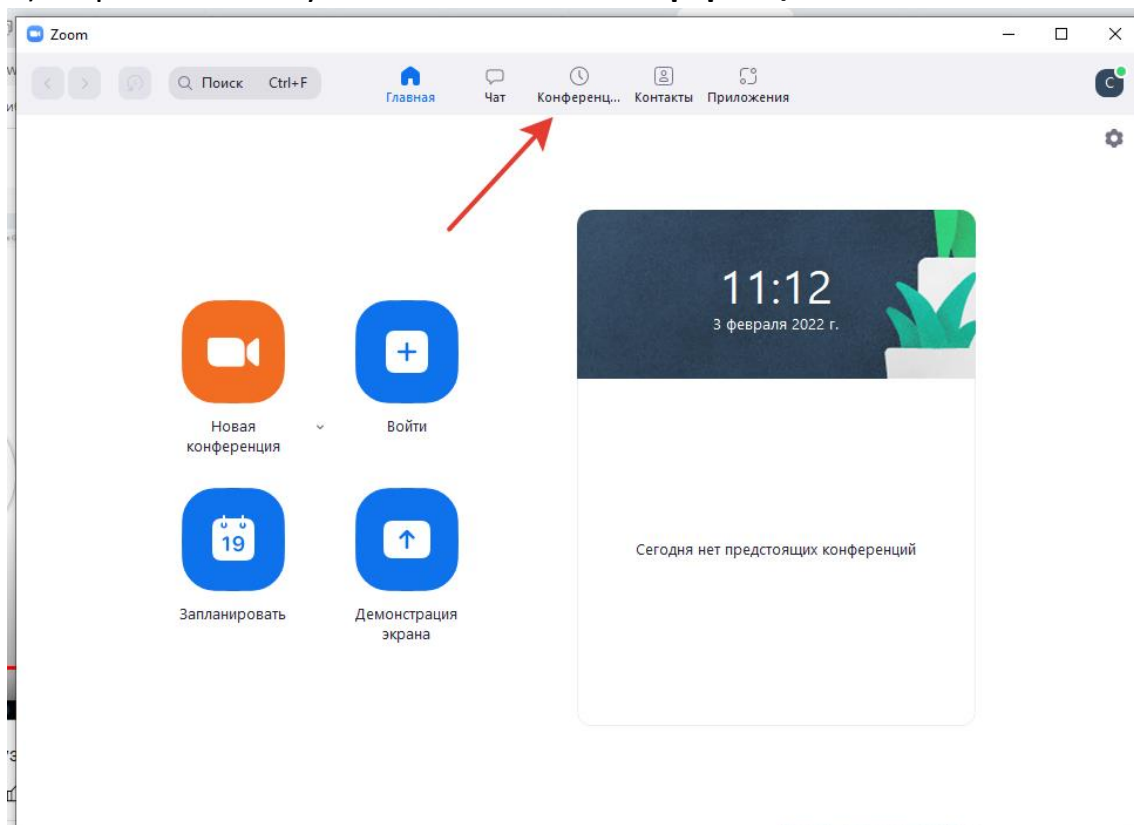 Zoom
Поиск Ctrl+F
Главная
Чат
Конференц...
Контакты
Приложения
C
11:12
3 февраля 2022 г.
Новая
конференция
Войти
19
Запланировать
Демонстрация
экрана
Сегодня нет предстоящих конференций